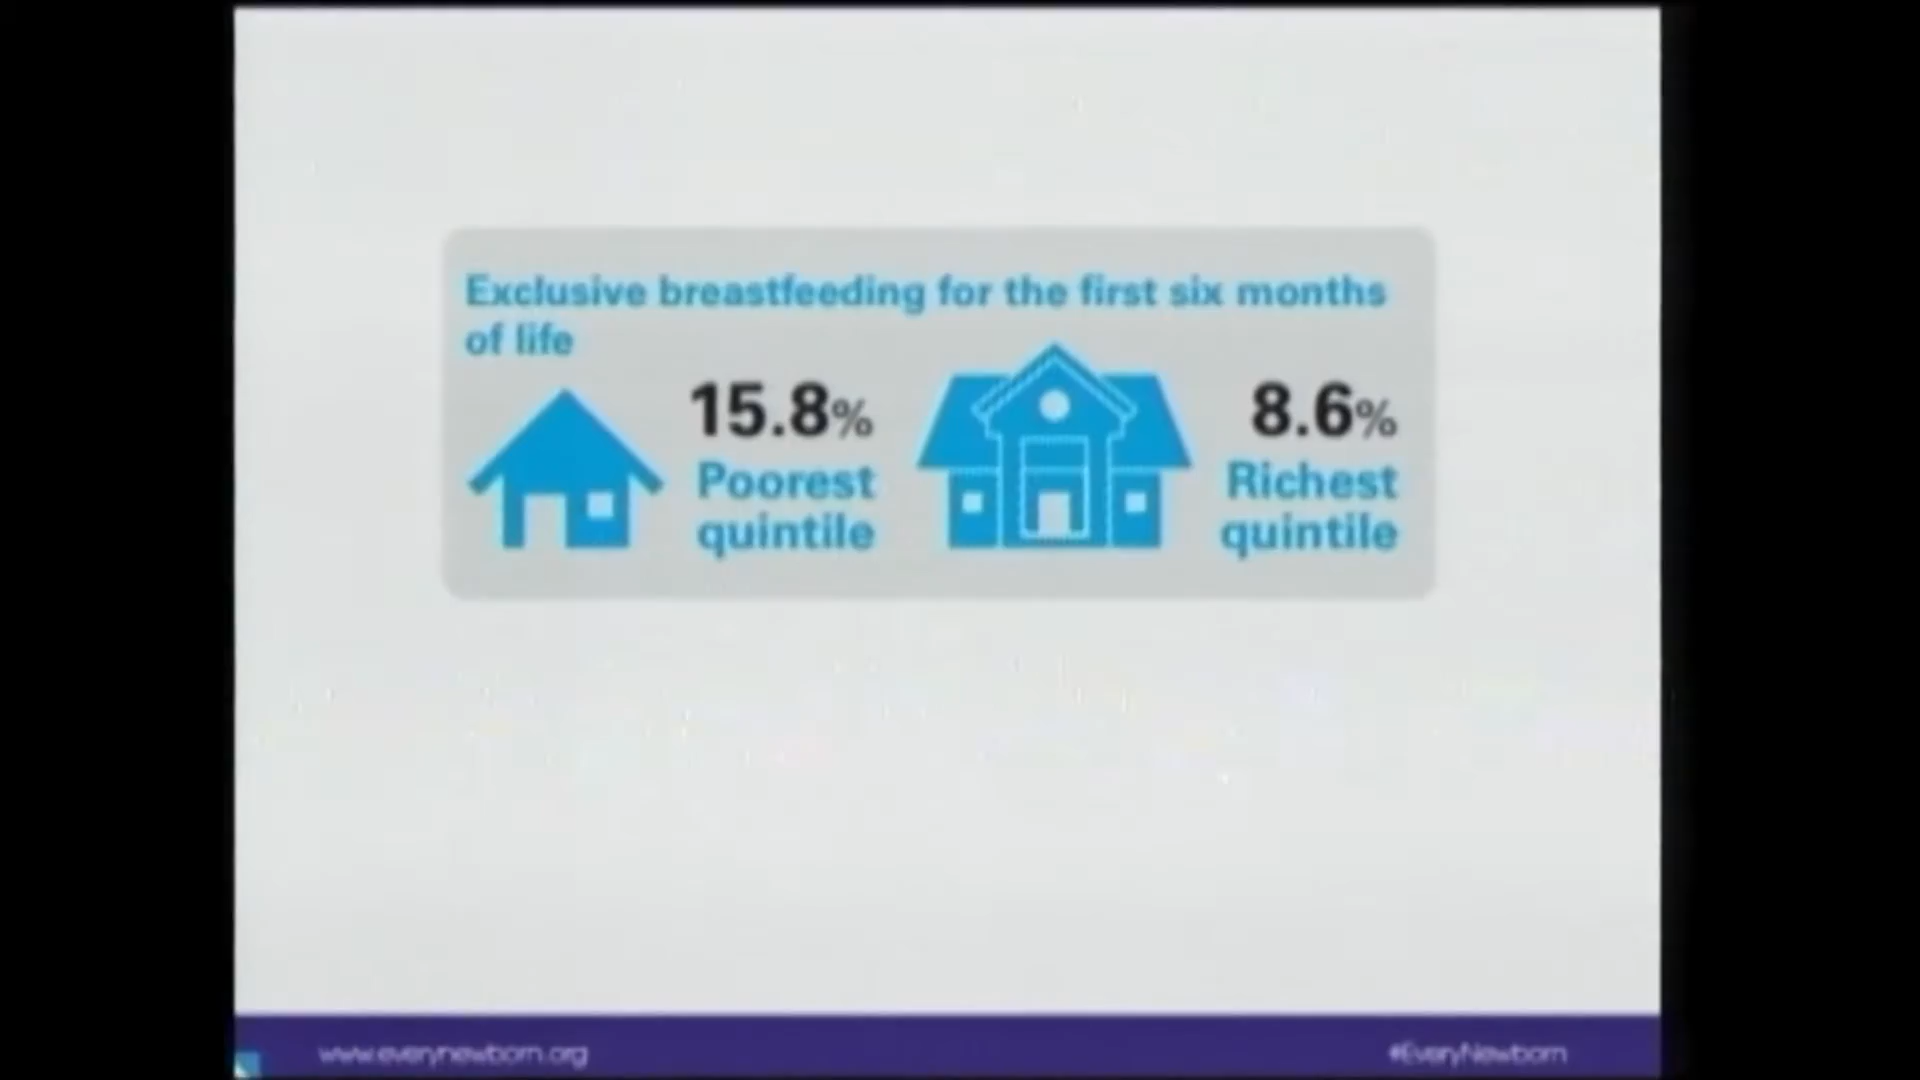 Exclusive breastfeeding for the first six months
of life
15.8%
Poorest
quintile
8.6%
Richest
quintile
www.everynewborn.org
#EveryNewborn